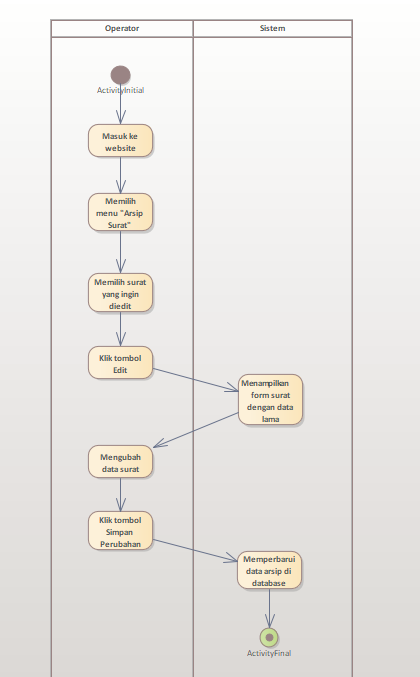 Operator
Sistem
ActivityInitial
Masuk ke
website
Memilih
menu "Arsip
Surat"
Memilih surat
yang ingin
diedit
Klik tombol
Edit
Menampilkan
form surat
dengan data
lama
Mengubah
data surat
Klik tombol
Simpan
Perubahan
Memperbarui
data arsip di
database
ActivityFinal